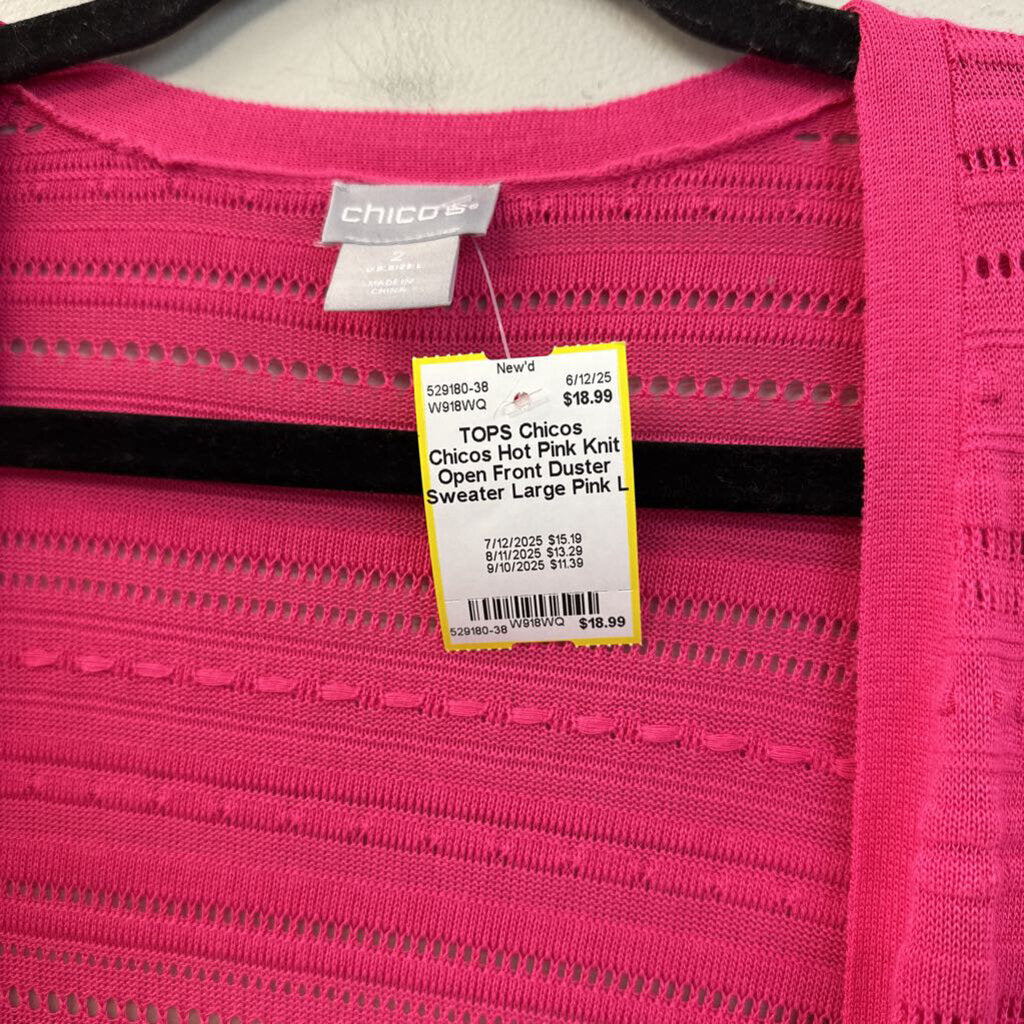 chico's®
2
U.S. SIZE L
MADE IN
CHINA
New'd
529180-38 6/12/25
W918WQ $18.99
TOPS Chicos
Chicos Hot Pink Knit
Open Front Duster
Sweater Large Pink L
7/12/2025 $15.19
8/11/2025 $13.29
9/10/2025 $11.39
529180-38 W918WQ $18.99